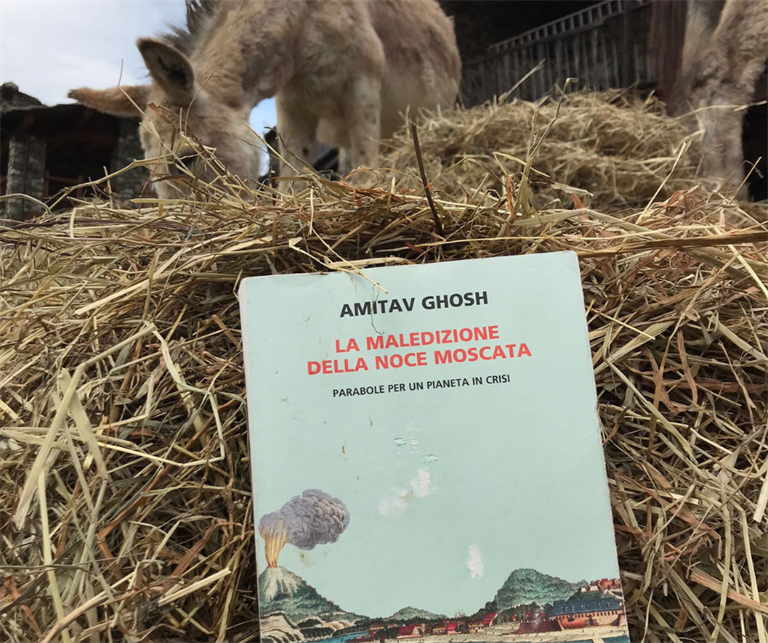 AMITAV GHOSH
LA MALEDIZIONE
DELLA NOCE MOSCATA
PARABOLE PER UN PIANETA IN CRISI